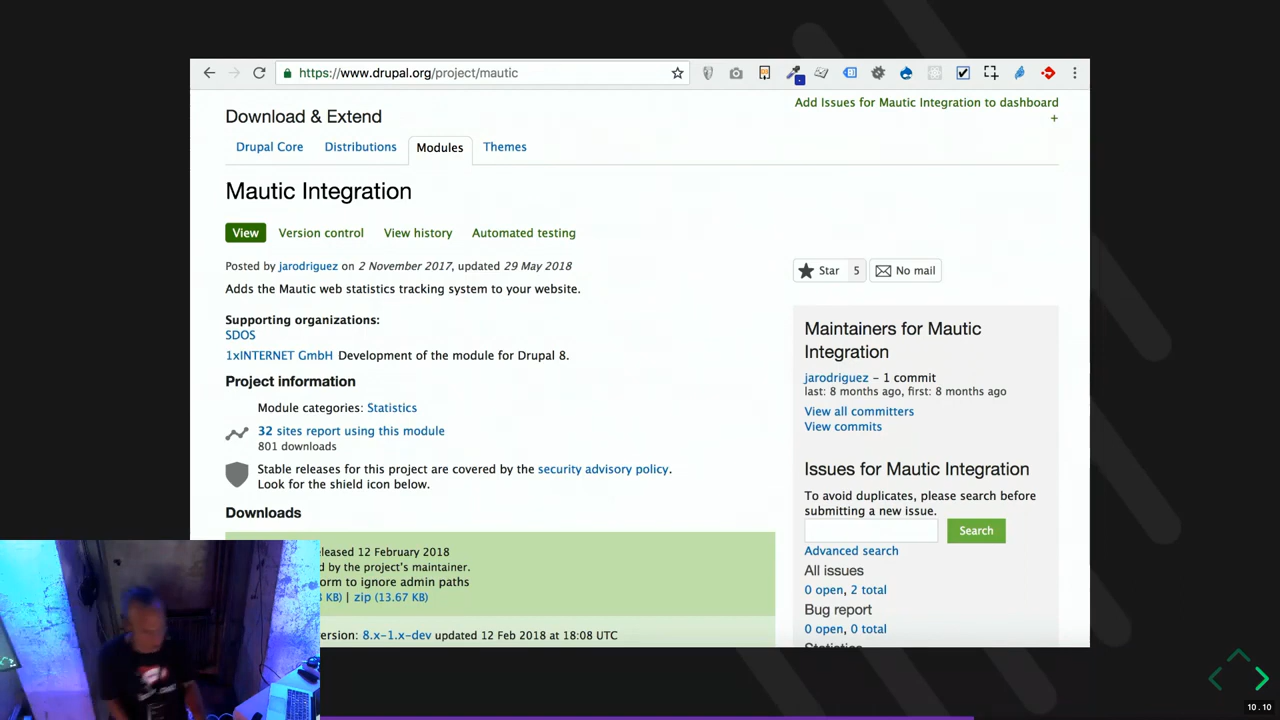 https://www.drupal.org/project/mautic
Add Issues for Mautic Integration to dashboard
+
Download & Extend
Drupal Core
Distributions
Modules
Themes
Mautic Integration
View
Version control
View history
Automated testing
Posted by jarodriguez on 2 November 2017, updated 29 May 2018
Adds the Mautic web statistics tracking system to your website.
Supporting organizations:
SDOS
1xINTERNET GmbH Development of the module for Drupal 8.
Project information
Module categories: Statistics
32 sites report using this module
801 downloads
Stable releases for this project are covered by the security advisory policy.
Look for the shield icon below.
Downloads
eleased 12 February 2018
d by the project's maintainer.
orm to ignore admin paths
KB) | zip (13.67 KB)
ersion: 8.x-1.x-dev updated 12 Feb 2018 at 18:08 UTC
Star 5
No mail
Maintainers for Mautic
Integration
jarodriguez – 1 commit
last: 8 months ago, first: 8 months ago
View all committers
View commits
Issues for Mautic Integration
To avoid duplicates, please search before
submitting a new issue.
Search
Advanced search
All issues
0 open, 2 total
Bug report
0 open, 0 total
Statistics
10.10